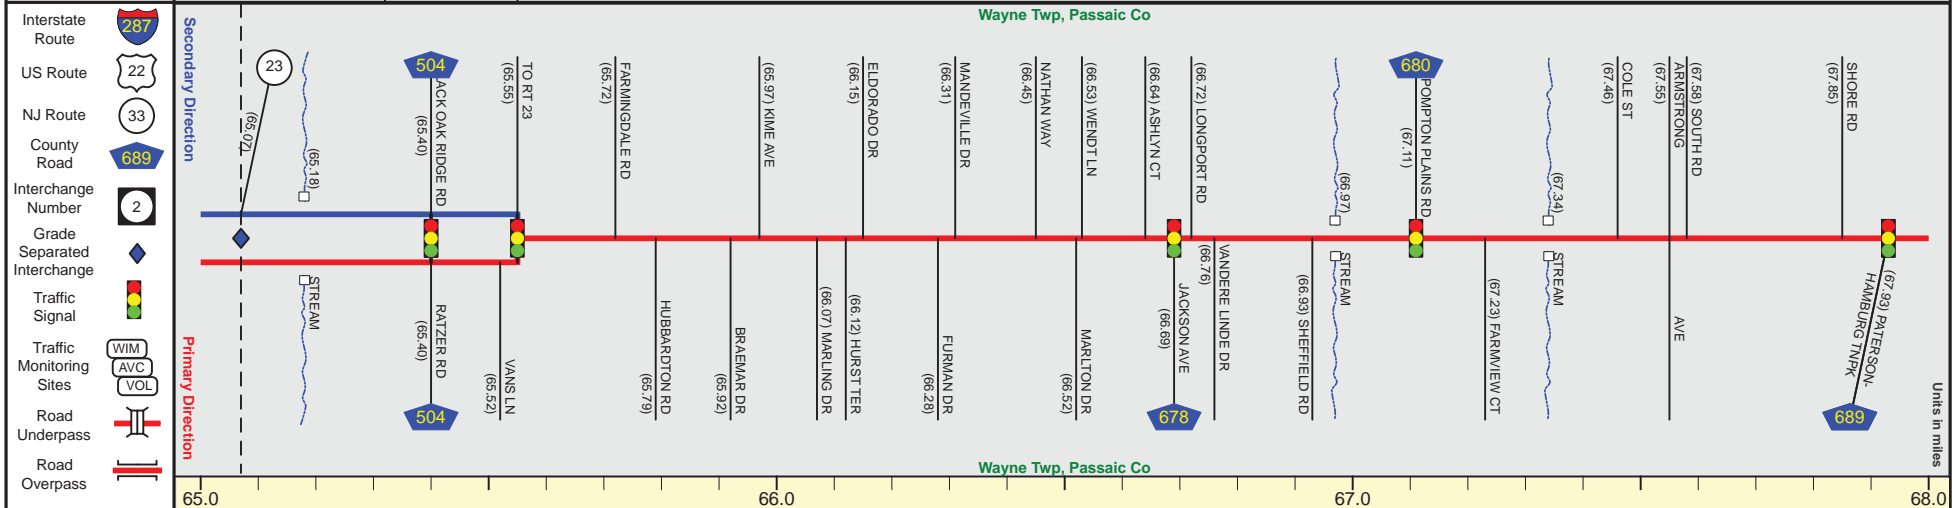 Interstate
Route
287
US Route
22
NJ Route
33
County
Road
689
Interchange
Number
2
Grade
Separated
Interchange
Traffic
Signal
Traffic
Monitoring
Sites
WIM
AVC
VOL
Road
Underpass
Road
Overpass
Secondary Direction
Primary Direction
Wayne Twp, Passaic Co
23
(65.07)
(65.18)
504
ACK OAK RIDGE RD
(65.40)
TO RT 23
(65.55)
FARMINGDALE RD
(65.72)
(65.97) KIME AVE
ELDORADO DR
(66.15)
MANDEVILLE DR
(66.31)
NATHAN WAY
(66.45)
(66.53) WENDT LN
(66.64) ASHLYN CT
(66.72) LONGPORT RD
(66.97)
680
POMPTON PLAINS RD
(67.11)
(67.34)
COLE ST
(67.46)
ARMSTRONG
(67.55)
(67.58) SOUTH RD
SHORE RD
(67.85)
STREAM
RATZER RD
(65.40)
504
VANS LN
(65.52)
HUBBARDTON RD
(65.79)
BRAEMAR DR
(65.92)
(66.07) MARLING DR
(66.12) HURST TER
FURMAN DR
(66.28)
MARLTON DR
(66.52)
JACKSON AVE
(66.69)
678
VANDERE LINDE DR
(66.76)
(66.93) SHEFFIELD RD
STREAM
(67.23) FARMVIEW CT
STREAM
AVE
(67.93) PATERSON-
HAMBURG TNPK
689
Units in miles
Wayne Twp, Passaic Co
65.0
66.0
67.0
68.0